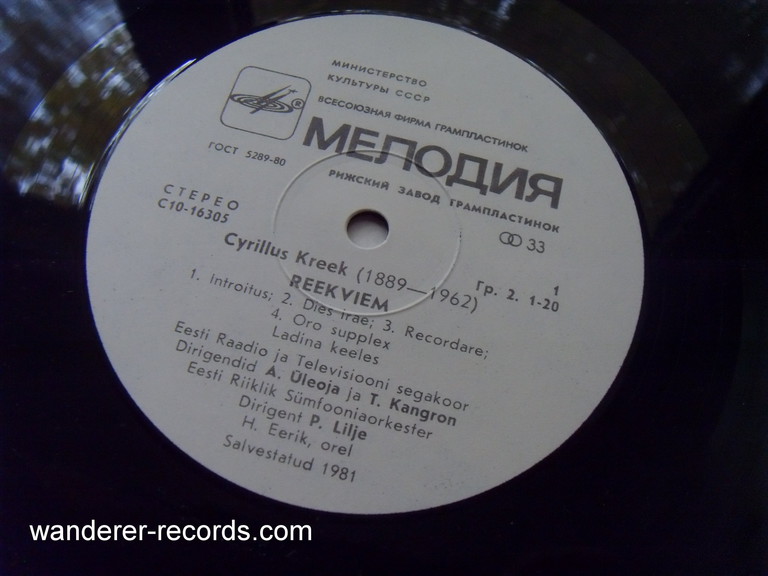 МИНИСТЕРСТВО
КУЛЬТУРЫ СССР
ВСЕСОЮЗНАЯ ФИРМА ГРАМПЛАСТИНОК
®
МЕЛОДИЯ
ГОСТ 5289-80
РИЖСКИЙ ЗАВОД ГРАМПЛАСТИНОК
СТЕРЕО
С10-16305
33
1
Гр. 2. 1-20
Cyrillus Kreek (1889—1962)
REEKVIEM
1. Introitus; 2. Dies irae; 3. Recordare;
4. Oro supplex
Ladina keeles
Eesti Raadio ja Televisiooni segakoor
Dirigendid A. Üleoja ja T. Kangron
Eesti Riiklik Sümfooniaorkester
Dirigent P. Lilje
H. Eerik, orel
Salvestatud 1981
wanderer-records.com